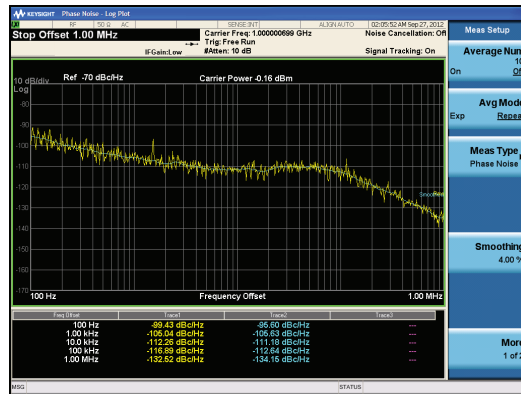 KEYSIGHT Phase Noise - Log Plot
RF 50 Ω AC SENSE:INT ALIGN AUTO 02:05:52 AM Sep 27, 2012
Stop Offset 1.00 MHz Carrier Freq: 1.000000699 GHz Noise Cancellation: Off
Trig: Free Run
IFGain:Low #Atten: 10 dB Signal Tracking: On
Meas Setup
Average Num
10
On Off
Avg Mode
Exp Repea
Meas Type
Phase Noise
Smoothing
4.00 %
More
1 of 2
10 dB/div Ref -70 dBc/Hz Carrier Power -0.16 dBm
Log
-80
-90
-100
-110
-120
-130
-140
-150
-160
-170
100 Hz Frequency Offset 1.00 MHz
Freq Offset Trace1 Trace2 Trace3
100 Hz -99.43 dBc/Hz -95.60 dBc/Hz ---
1.00 kHz -105.04 dBc/Hz -105.63 dBc/Hz ---
10.0 kHz -112.26 dBc/Hz -111.18 dBc/Hz ---
100 kHz -116.89 dBc/Hz -112.64 dBc/Hz ---
1.00 MHz -132.52 dBc/Hz -134.15 dBc/Hz ---
MSG STATUS